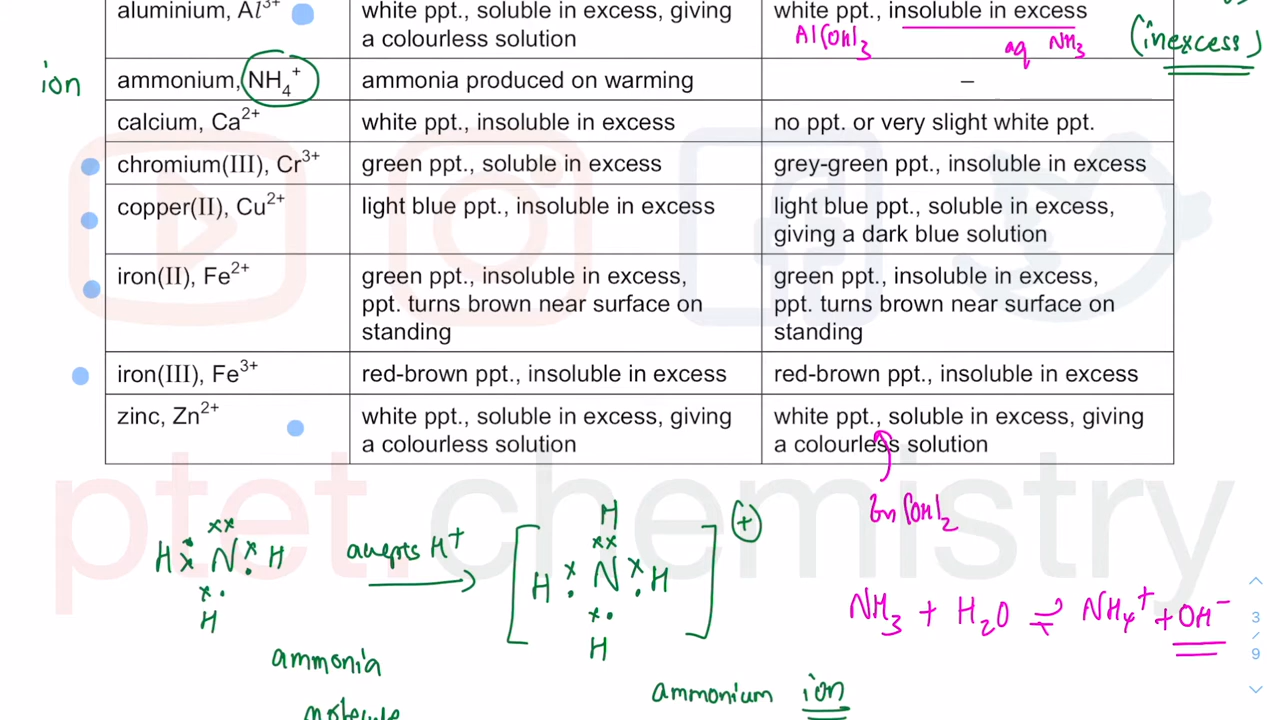 aluminium, Al3+ white ppt., soluble in excess, giving white ppt., insoluble in excess
a colourless solution Al(OH)3 aq NH3 (in excess)
ion ammonium, NH4+ ammonia produced on warming –
calcium, Ca2+ white ppt., insoluble in excess no ppt. or very slight white ppt.
chromium(III), Cr3+ green ppt., soluble in excess grey-green ppt., insoluble in excess
copper(II), Cu2+ light blue ppt., insoluble in excess light blue ppt., soluble in excess,
giving a dark blue solution
iron(II), Fe2+ green ppt., insoluble in excess, green ppt., insoluble in excess,
ppt. turns brown near surface on ppt. turns brown near surface on
standing standing
iron(III), Fe3+ red-brown ppt., insoluble in excess red-brown ppt., insoluble in excess
zinc, Zn2+ white ppt., soluble in excess, giving white ppt., soluble in excess, giving
a colourless solution a colourless solution
ptet chemistry
Zn(OH)2
H N H
H
accepts H+
H
H N H
H
+
NH3 + H2O ⇌ NH4+ + OH−
3
/
9
ammonia
molecule
ammonium ion